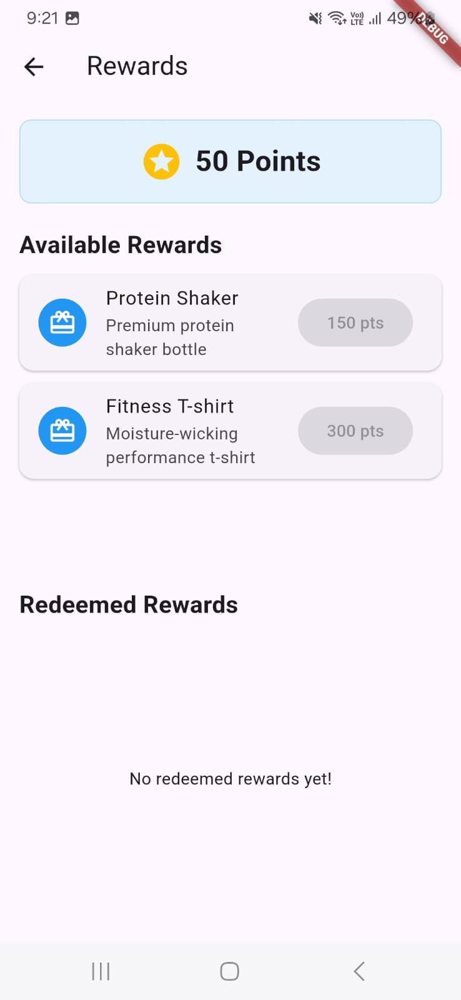 9:21
Vo))
LTE
49%
DEBUG
Rewards
50 Points
Available Rewards
Protein Shaker
Premium protein
shaker bottle
150 pts
Fitness T-shirt
Moisture-wicking
performance t-shirt
300 pts
Redeemed Rewards
No redeemed rewards yet!